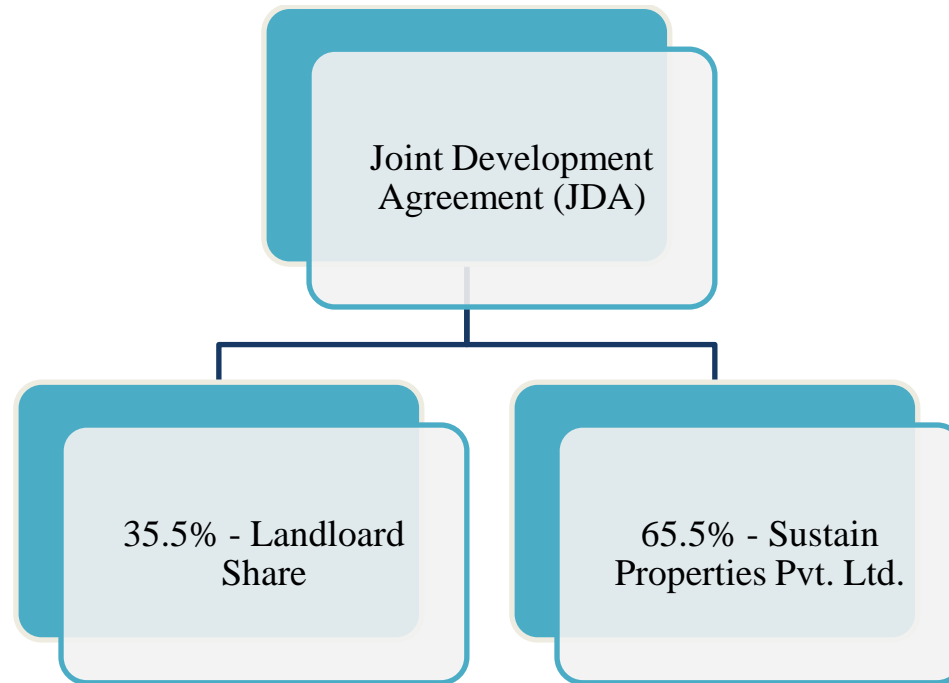 Joint Development
Agreement (JDA)
35.5% - Landloard
Share
65.5% - Sustain
Properties Pvt. Ltd.